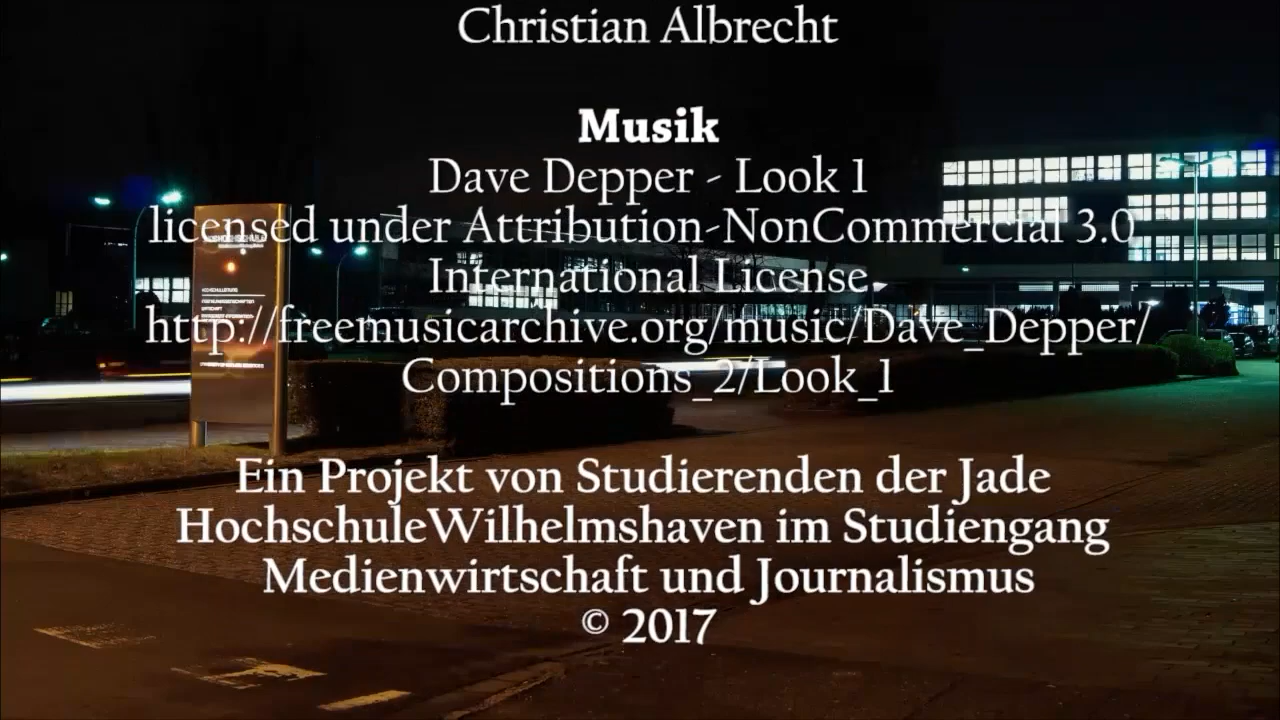 Christian Albrecht
Musik
Dave Depper - Look 1
licensed under Attribution-NonCommercial 3.0
International License
http://freemusicarchive.org/music/Dave_Depper/
Compositions_2/Look_1
Ein Projekt von Studierenden der Jade
HochschuleWilhelmshaven im Studiengang
Medienwirtschaft und Journalismus
© 2017